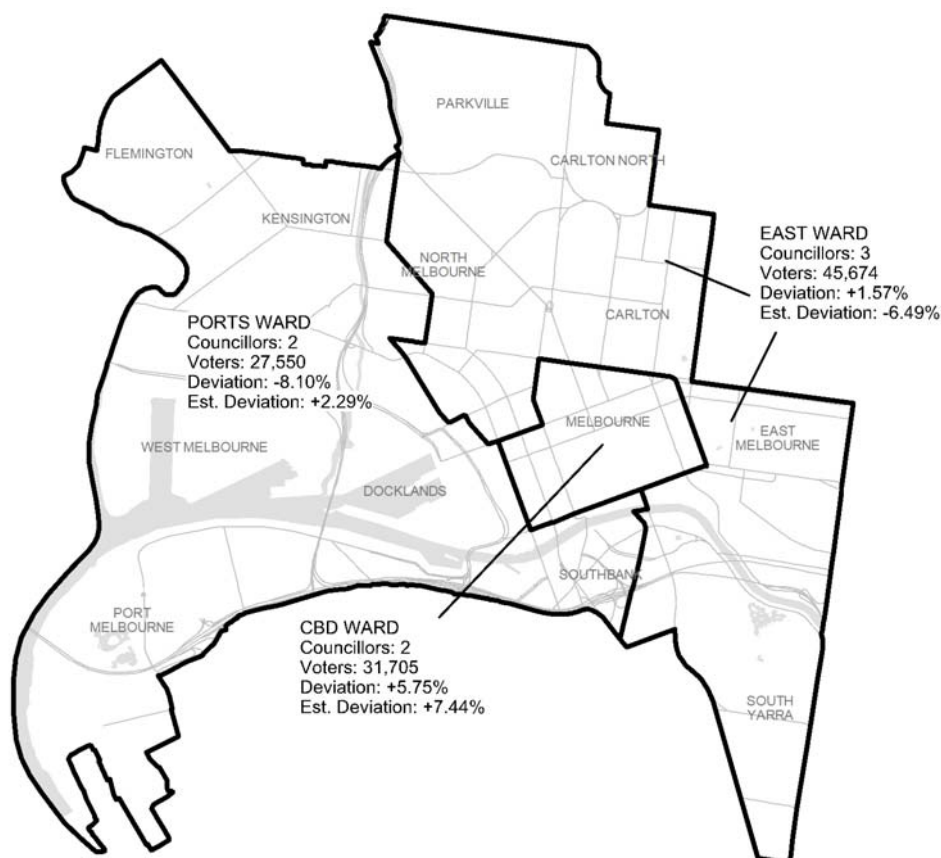 PARKVILLE
FLEMINGTON
CARLTON NORTH
KENSINGTON
EAST WARD
Councillors: 3
Voters: 45,674
Deviation: +1.57%
Est. Deviation: -6.49%
NORTH
MELBOURNE
CARLTON
PORTS WARD
Councillors: 2
Voters: 27,550
Deviation: -8.10%
Est. Deviation: +2.29%
MELBOURNE
EAST
MELBOURNE
WEST MELBOURNE
DOCKLANDS
SOUTHBANK
PORT
MELBOURNE
CBD WARD
Councillors: 2
Voters: 31,705
Deviation: +5.75%
Est. Deviation: +7.44%
SOUTH
YARRA